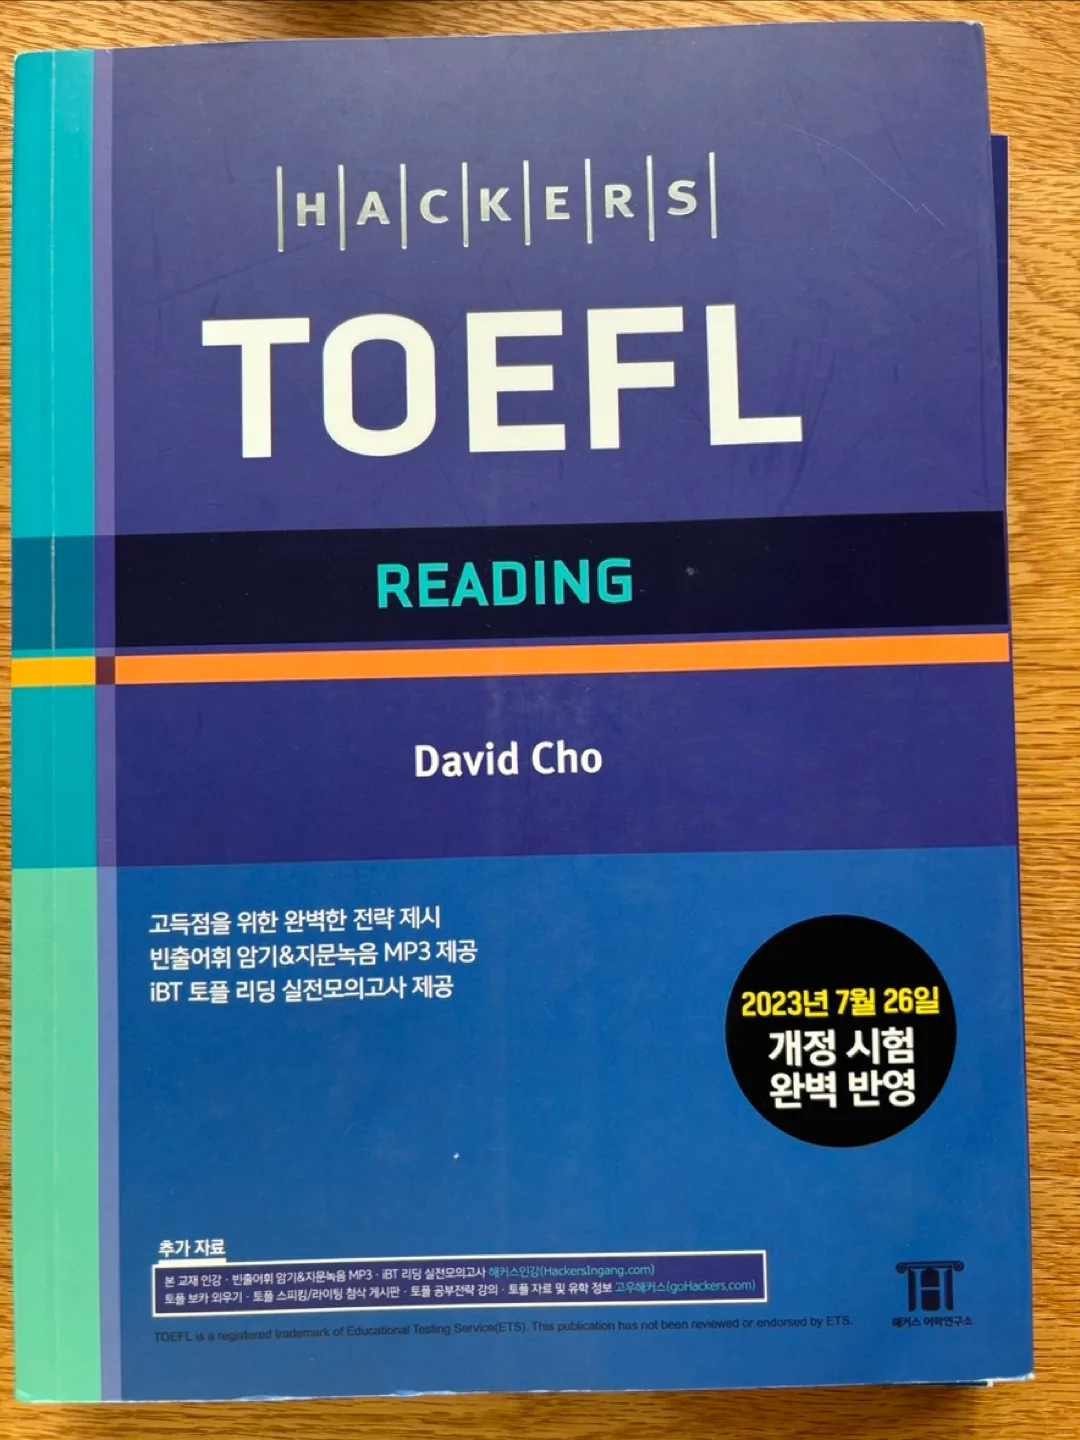 HACKERS
TOEFL
READING
David Cho
고득점을 위한 완벽한 전략 제시
빈출어휘 암기&지문녹음 MP3 제공
iBT 토플 리딩 실전모의고사 제공
2023년 7월 26일
개정 시험
완벽 반영
추가 자료
본 교재 인강 · 빈출어휘 암기&지문녹음 MP3 · iBT 리딩 실전모의고사 해커스인강(HackersIngang.com)
토플 보카 외우기 · 토플 스피킹/라이팅 첨삭 게시판 · 토플 공부전략 강의 · 토플 자료 및 유학 정보 고우해커스(goHackers.com)
TOEFL is a registered trademark of Educational Testing Service(ETS). This publication has not been reviewed or endorsed by ETS.
해커스 어학연구소